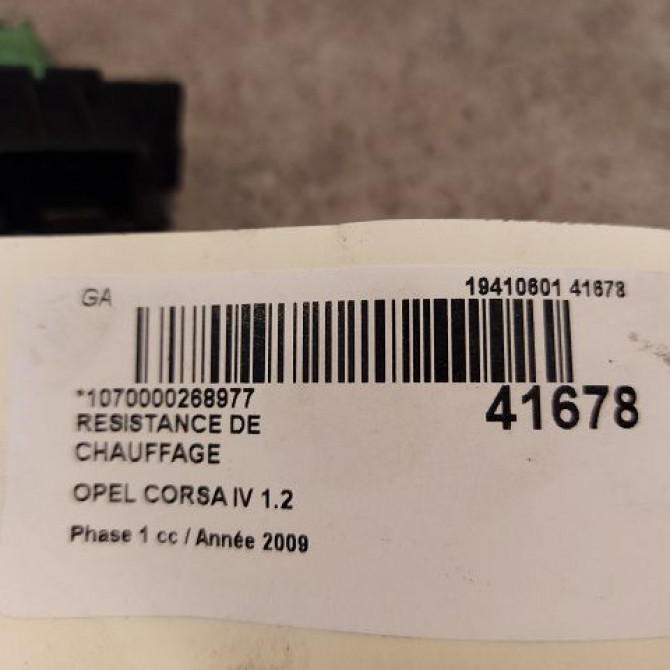 GA
19410601 41678
*1070000268977
41678
RESISTANCE DE
CHAUFFAGE
OPEL CORSA IV 1.2
Phase 1 cc / Année 2009